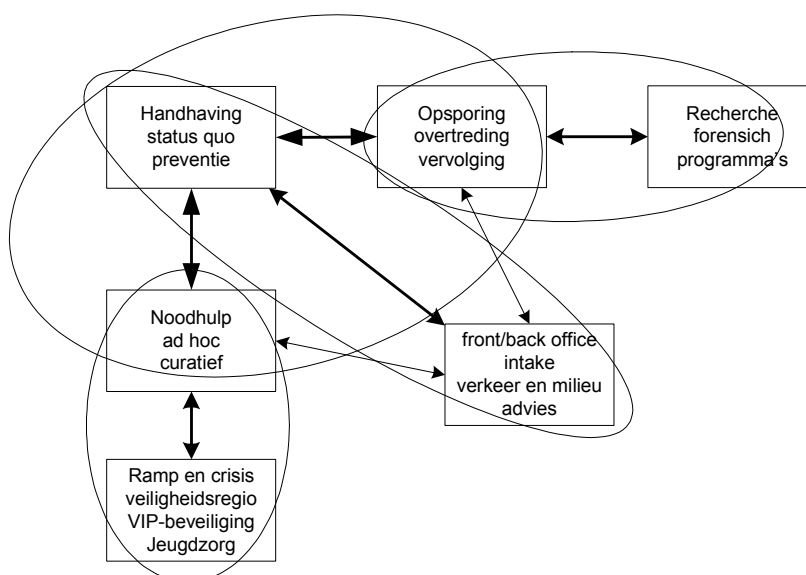 Handhaving
status quo
preventie
Opsporing
overtreding
vervolging
Recherche
forensich
programma's
Noodhulp
ad hoc
curatief
front/back office
intake
verkeer en milieu
advies
Ramp en crisis
veiligheidsregio
VIP-beveiliging
Jeugdzorg